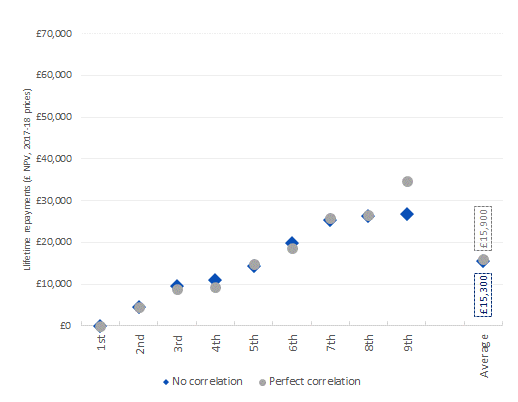 £70,000
£60,000
£50,000
£40,000
£30,000
£20,000
£10,000
£0
Lifetime repayments (£ NPV, 2017-18 prices)
1st
2nd
3rd
4th
5th
6th
7th
8th
9th
Average
£15,900
£15,300
No correlation
Perfect correlation